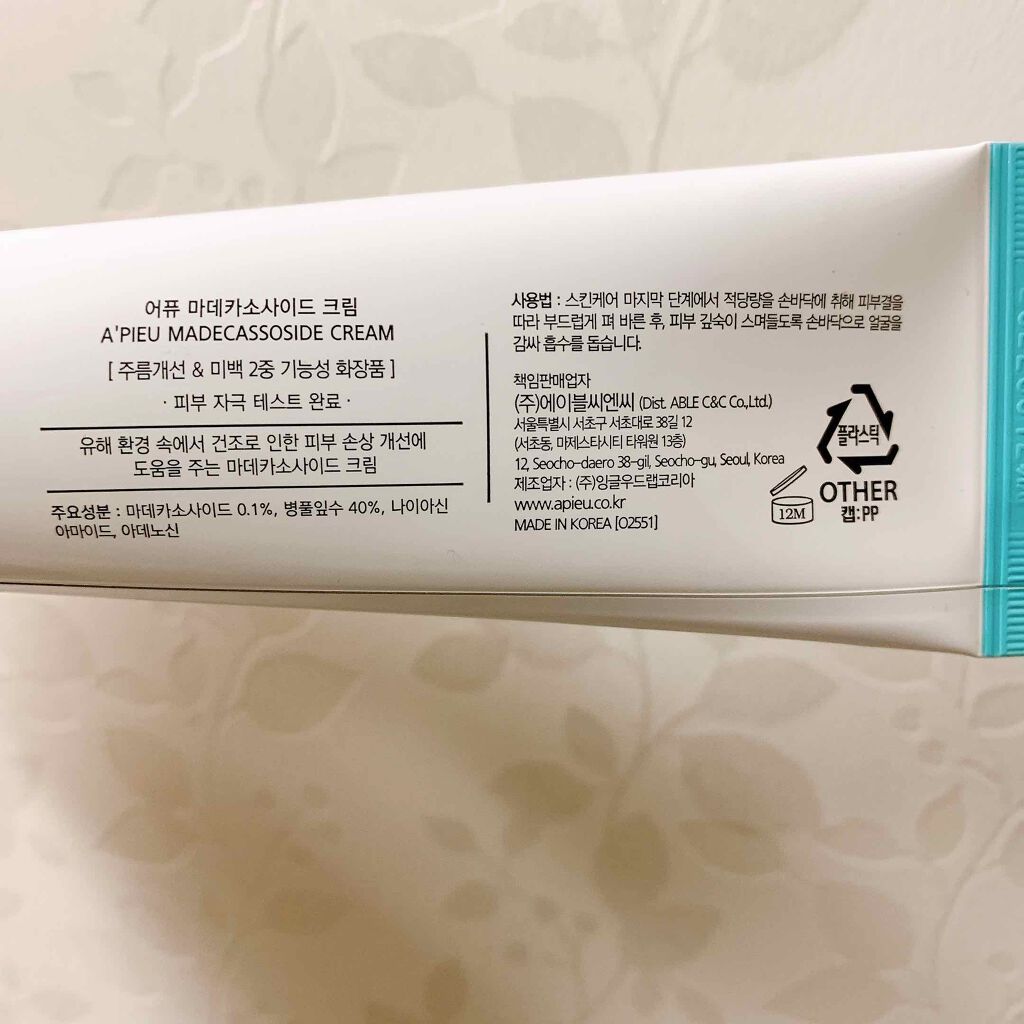 어퓨 마데카소사이드 크림
A'PIEU MADECASSOSIDE CREAM
[ 주름개선 & 미백 2중 기능성 화장품 ]
· 피부 자극 테스트 완료 ·
유해 환경 속에서 건조로 인한 피부 손상 개선에
도움을 주는 마데카소사이드 크림
주요성분 : 마데카소사이드 0.1%, 병풀잎수 40%, 나이아신
아마이드, 아데노신
사용법 : 스킨케어 마지막 단계에서 적당량을 손바닥에 취해 피부결을
따라 부드럽게 펴 바른 후, 피부 깊숙이 스며들도록 손바닥으로 얼굴을
감싸 흡수를 돕습니다.
책임판매업자
(주)에이블씨엔씨 (Dist. ABLE C&C Co.,Ltd.)
서울특별시 서초구 서초대로 38길 12
(서초동, 마제스타시티 타워원 13층)
12, Seocho-daero 38-gil, Seocho-gu, Seoul, Korea
제조업자 : (주)잉글우드랩코리아
www.apieu.co.kr
MADE IN KOREA [O2551]
12M
플라스틱
OTHER
캡:PP